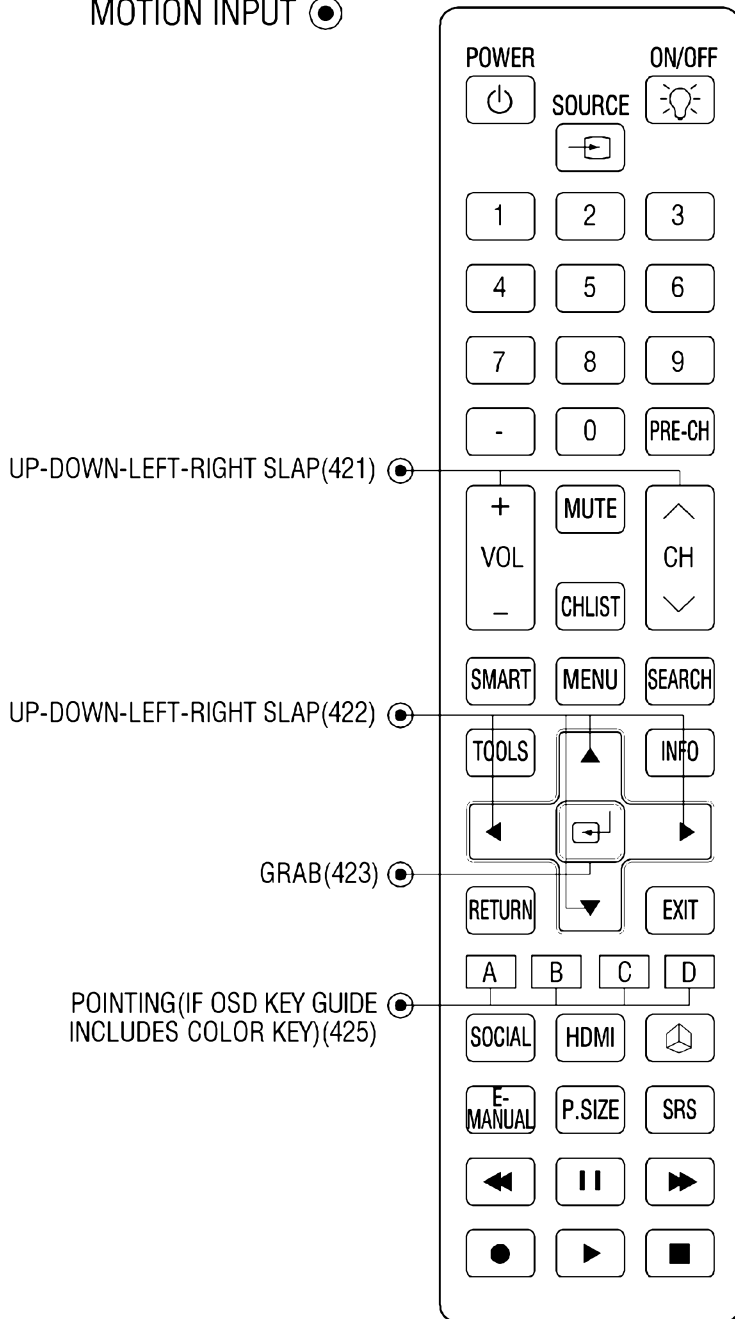 MOTION INPUT
POWER ON/OFF
SOURCE
1 2 3
4 5 6
7 8 9
- 0 PRE-CH
UP-DOWN-LEFT-RIGHT SLAP(421)
+ MUTE
VOL CH
− CHLIST
SMART MENU SEARCH
UP-DOWN-LEFT-RIGHT SLAP(422)
TOOLS INFO
GRAB(423)
RETURN EXIT
A B C D
POINTING(IF OSD KEY GUIDE
INCLUDES COLOR KEY)(425)
SOCIAL HDMI
E-
MANUAL P.SIZE SRS